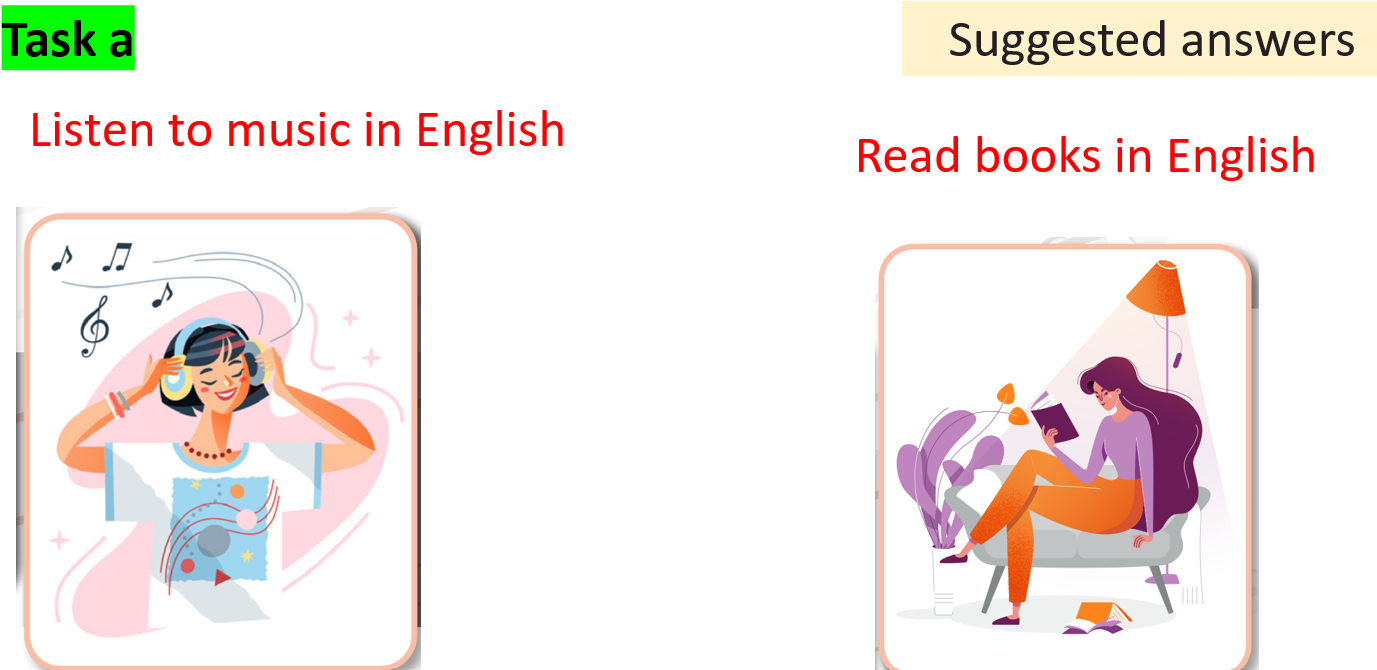 Task a
Suggested answers
Listen to music in English
Read books in English